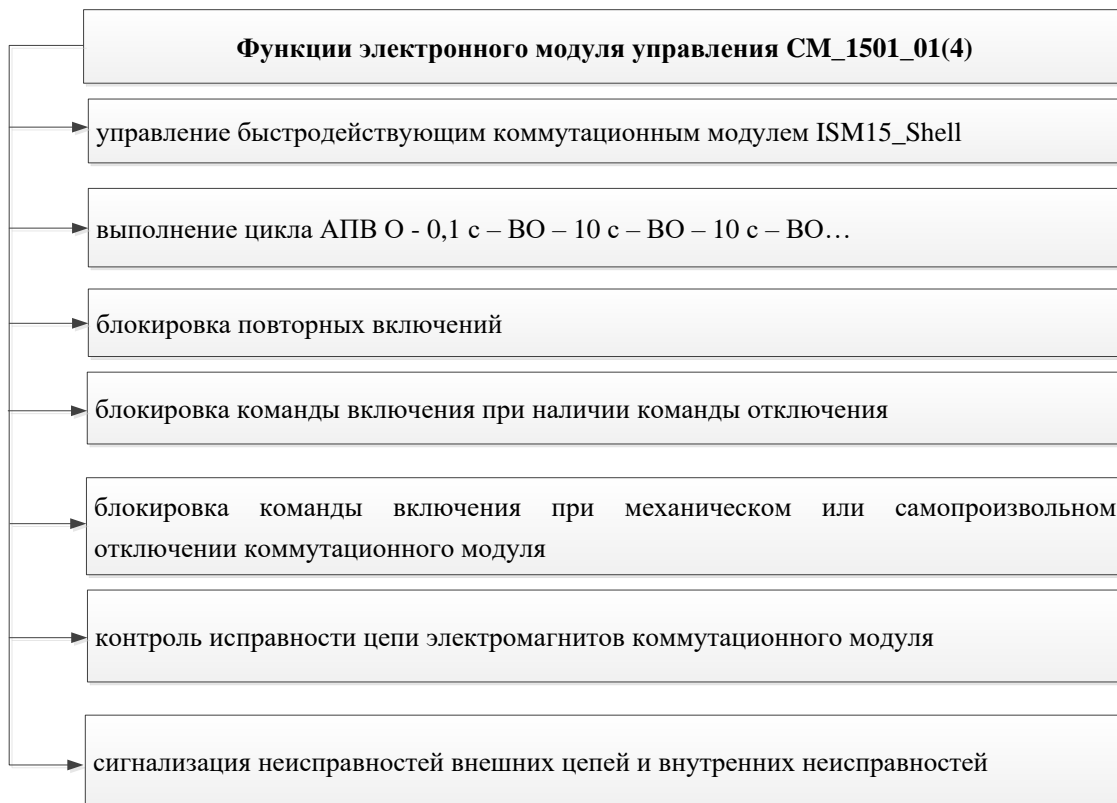 Функции электронного модуля управления СМ_1501_01(4)
управление быстродействующим коммутационным модулем ISM15_Shell
выполнение цикла АПВ О - 0,1 с – ВО – 10 с – ВО – 10 с – ВО…
блокировка повторных включений
блокировка команды включения при наличии команды отключения
блокировка команды включения при механическом или самопроизвольном
отключении коммутационного модуля
контроль исправности цепи электромагнитов коммутационного модуля
сигнализация неисправностей внешних цепей и внутренних неисправностей